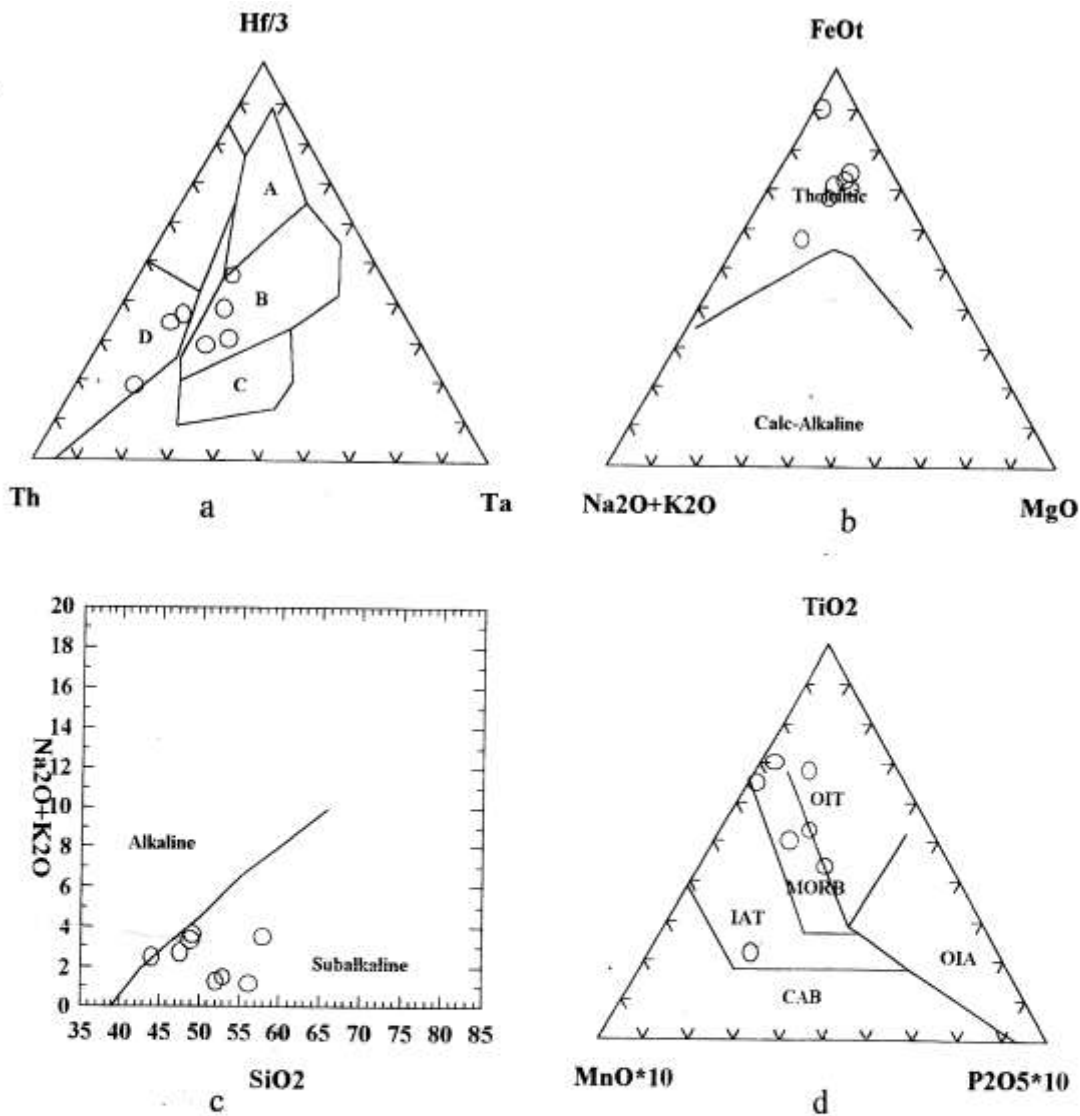 Hf/3
A
B
D
C
Th
Ta
a
FeOt
Tholeiitic
Calc-Alkaline
Na2O+K2O
MgO
b
20
18
16
14
12
10
8
6
4
2
0
Na2O+K2O
Alkaline
Subalkaline
35 40 45 50 55 60 65 70 75 80 85
SiO2
c
TiO2
OIT
MORB
IAT
OIA
CAB
MnO*10
P2O5*10
d